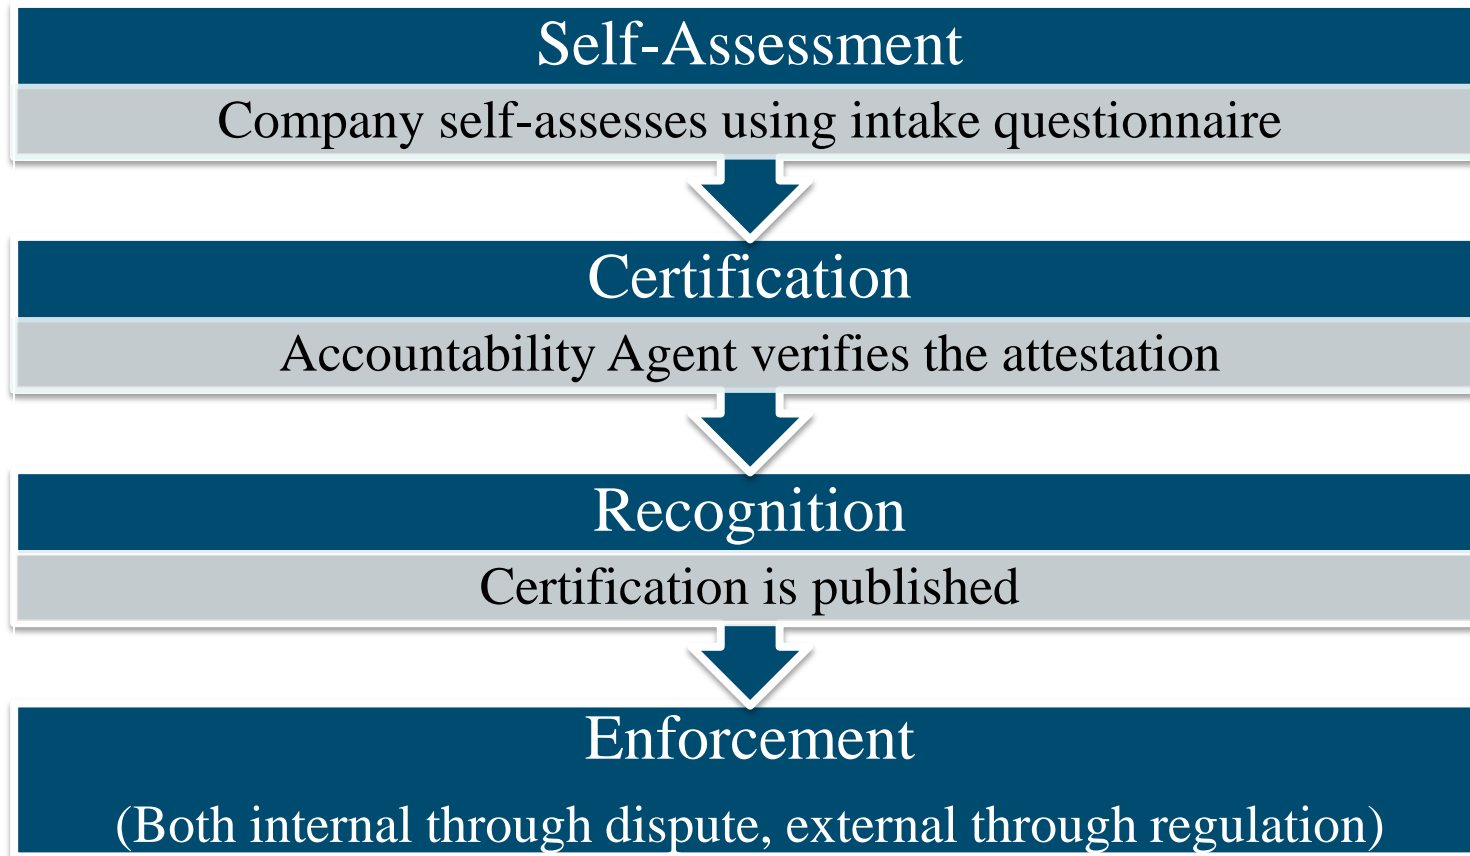 Self-Assessment
Company self-assesses using intake questionnaire
Certification
Accountability Agent verifies the attestation
Recognition
Certification is published
Enforcement
(Both internal through dispute, external through regulation)